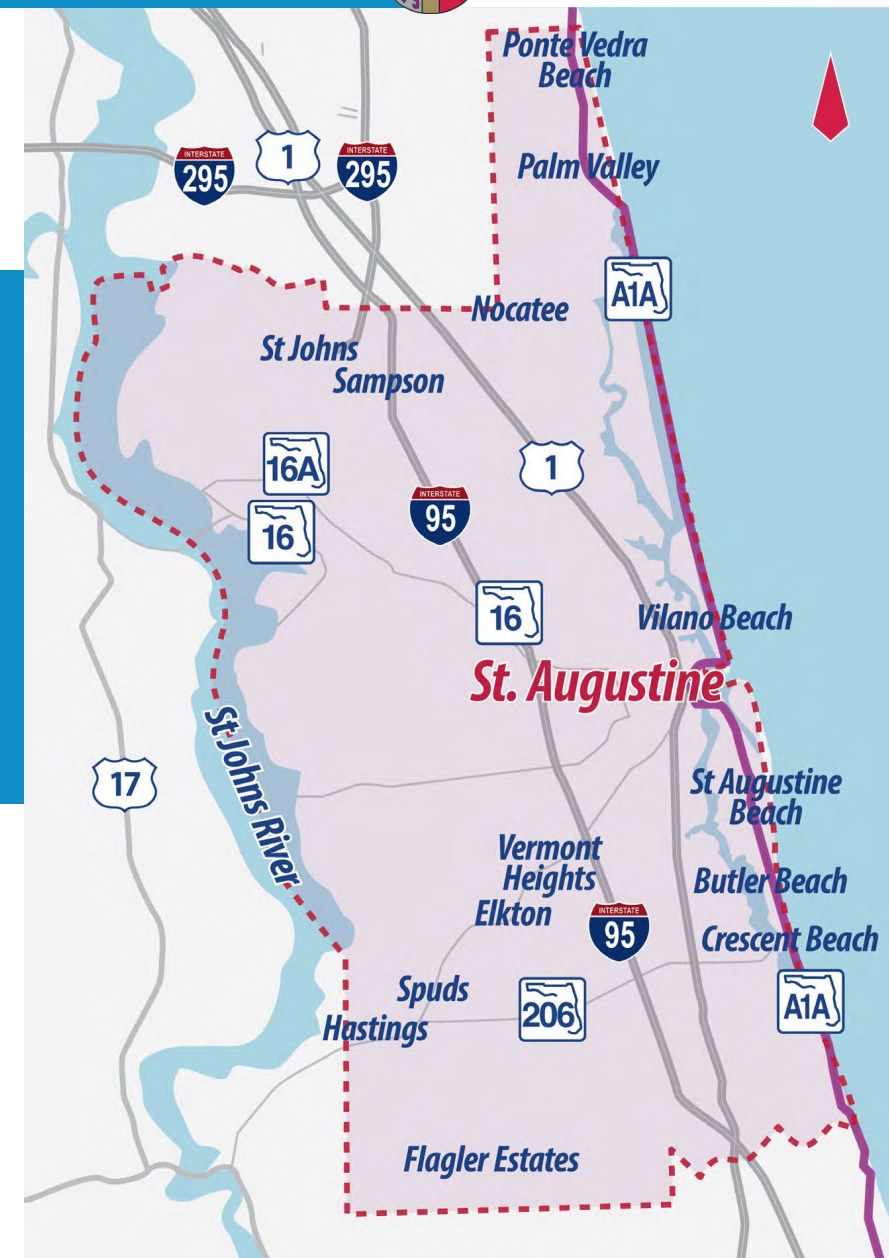 Ponte Vedra
Beach
INTERSTATE
295
1
INTERSTATE
295
Palm Valley
A1A
Nocatee
St Johns
Sampson
16A
1
INTERSTATE
95
16
16
Vilano Beach
St. Augustine
St Johns River
17
St Augustine
Beach
Vermont
Heights
Butler Beach
Elkton
INTERSTATE
95
Crescent Beach
Spuds
206
A1A
Hastings
Flagler Estates